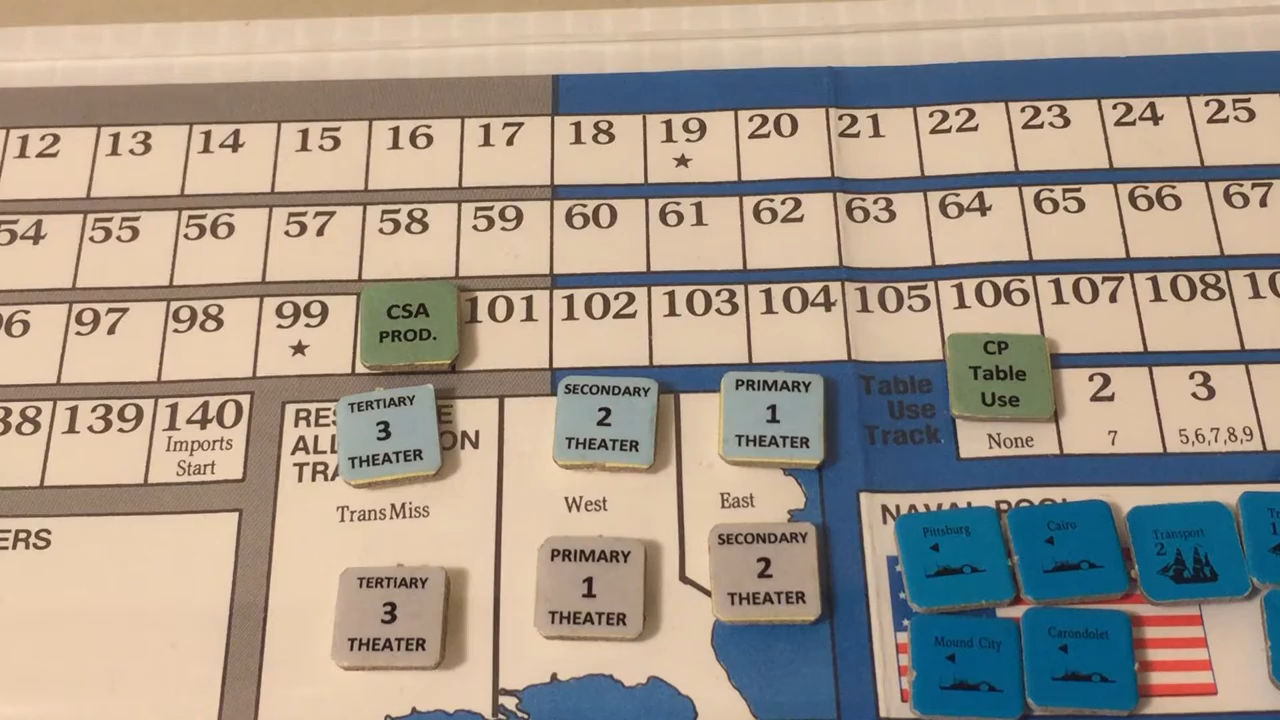 12 13 14 15 16 17 18 19 20 21 22 23 24 25
54 55 56 57 58 59 60 61 62 63 64 65 66 67
97 98 99 101 102 103 104 105 106 107 108
CSA
PROD.
139 140
Imports
Start
TERTIARY
3
THEATER
TransMiss
SECONDARY
2
THEATER
West
PRIMARY
1
THEATER
East
Table
Use
Track
CP
Table
Use
None
2
7
3
5,6,7,8,9
TERTIARY
3
THEATER
PRIMARY
1
THEATER
SECONDARY
2
THEATER
NAVAL
Pittsburg
Cairo
Transport
2
Mound City
Carondolet